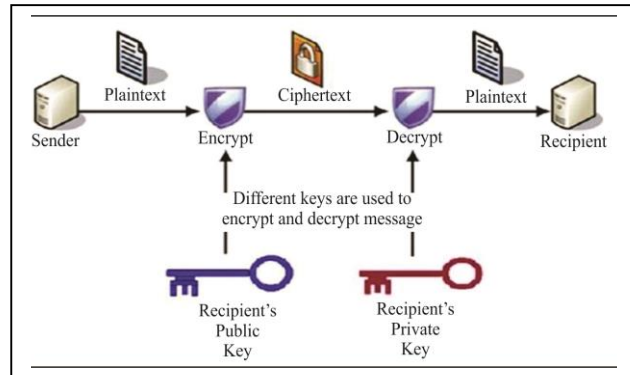 Plaintext
Ciphertext
Plaintext
Sender
Encrypt
Decrypt
Recipient
Different keys are used to
encrypt and decrypt message
Recipient's
Public
Key
Recipient's
Private
Key